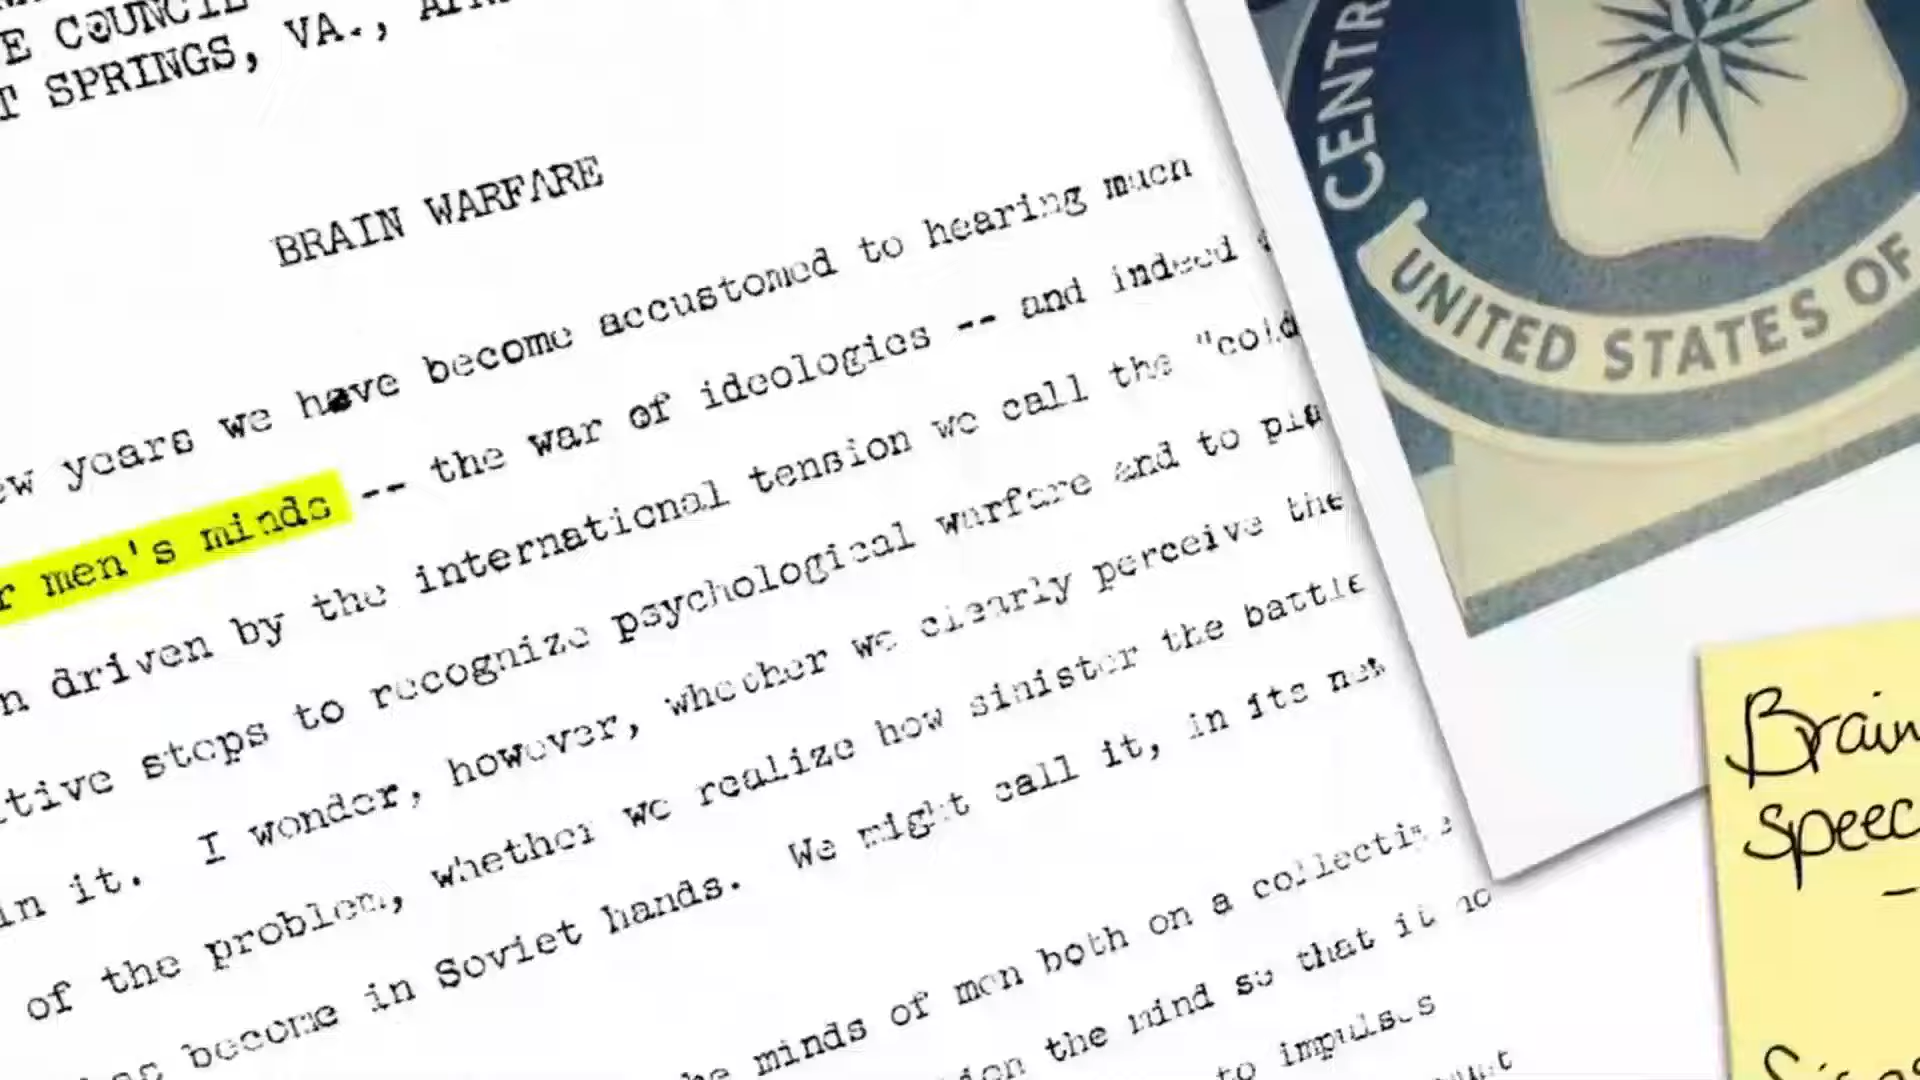 E COUNCIL
T SPRINGS, VA.,
BRAIN WARFARE
ew years we have become accustomed to hearing much
r men's minds -- the war of ideologies -- and indeed
n driven by the international tension we call the "cold
tive steps to recognize psychological warfare and to pla
in it. I wonder, however, whether we clearly perceive the
of the problem, whether we realize how sinister the battle
become in Soviet hands. We might call it, in its new
minds of men both on a collective
the mind so that it no
to impulses
CENTR
UNITED STATES OF
Brain
Speec